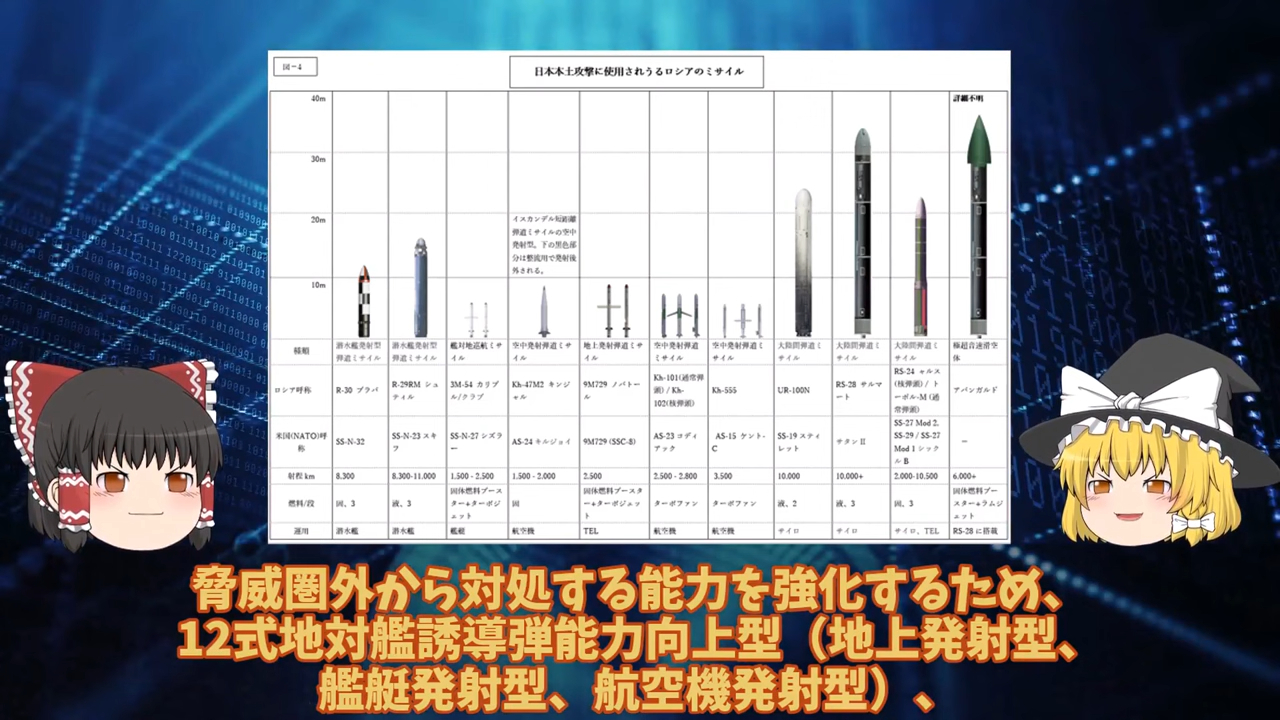 図－4
日本本土攻撃に使用されうるロシアのミサイル
40m
詳細不明
30m
20m
イスカンデル短距離
弾道ミサイルの空中
発射型。下の黒色部
分は整流用で発射後
外される。
10m
種類
潜水艦発射型
弾道ミサイル
潜水艦発射型
弾道ミサイル
艦対地巡航ミサ
イル
空中発射弾道ミサ
イル
地上発射弾道ミサ
イル
空中発射弾道
ミサイル
空中発射弾道ミ
サイル
大陸間弾道ミ
サイル
大陸間弾道ミ
サイル
大陸間弾道ミ
サイル
極超音速滑空
体
ロシア呼称
R-30 ブラバ
R-29RM シュ
ティル
3M-54 カリブ
ル/クラブ
Kh-47M2 キンジ
ャル
9M729 ノバトー
ル
Kh-101(通常弾
頭) / Kh-
102(核弾頭)
Kh-555
UR-100N
RS-28 サルマ
ート
RS-24 ヤルス
(核弾頭) / ト
ーポル-M (通
常弾頭)
アバンガルド
米国(NATO)呼
称
SS-N-32
SS-N-23 スキ
フ
SS-N-27 シズラ
ー
AS-24 キルジョイ
9M729 (SSC-8)
AS-23 コディ
アック
AS-15 ケント-
C
SS-19 スティ
レット
サタン II
SS-27 Mod 2.
SS-29 / SS-27
Mod 1 シック
ル B
－
射程 km
8.300
8.300-11.000
1.500 - 2.500
1.500 - 2.000
2.500
2.500 - 2.800
3.500
10.000
10.000+
2.000-10.500
6.000+
燃料/段
固、3
液、3
固体燃料ブース
ター+ターボジ
ェット
固
固体燃料ブースタ
ー+ターボジェッ
ト
ターボファン
ターボファン
液、2
液、3
固、3
固体燃料ブー
スター+ラムジ
ェット
運用
潜水艦
潜水艦
艦艇
航空機
TEL
航空機
航空機
サイロ
サイロ
サイロ、TEL
RS-28 に搭載
脅威圏外から対処する能力を強化するため、
12式地対艦誘導弾能力向上型（地上発射型、
艦艇発射型、航空機発射型）、